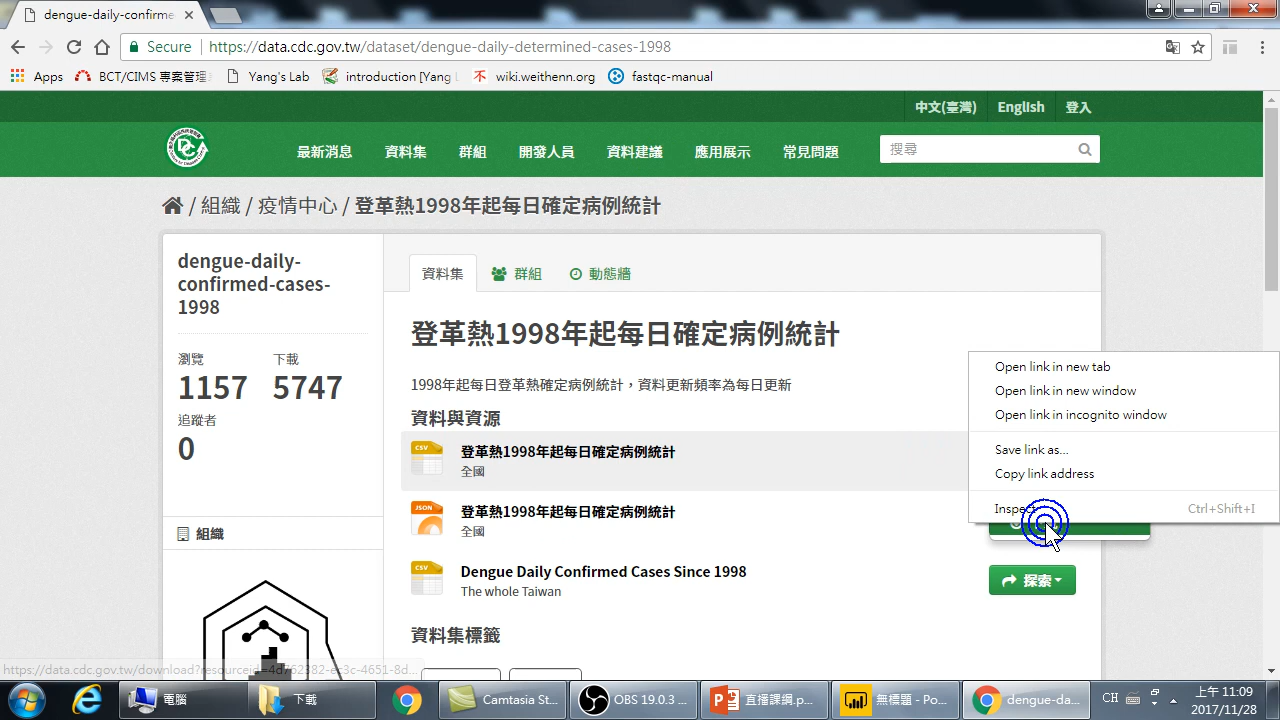 dengue-daily-confirme
Secure
https://data.cdc.gov.tw/dataset/dengue-daily-determined-cases-1998
Apps
BCT/CIMS 專案管理
Yang's Lab
introduction [Yang
wiki.weithenn.org
fastqc-manual
中文(臺灣)
English
登入
最新消息
資料集
群組
開發人員
資料建議
應用展示
常見問題
搜尋
/ 組織 / 疫情中心 / 登革熱1998年起每日確定病例統計
dengue-daily-
confirmed-cases-
1998
瀏覽
下載
1157
5747
追蹤者
0
組織
資料集
群組
動態牆
登革熱1998年起每日確定病例統計
1998年起每日登革熱確定病例統計，資料更新頻率為每日更新
資料與資源
CSV
登革熱1998年起每日確定病例統計
全國
JSON
登革熱1998年起每日確定病例統計
全國
CSV
Dengue Daily Confirmed Cases Since 1998
The whole Taiwan
探索
資料集標籤
Open link in new tab
Open link in new window
Open link in incognito window
Save link as...
Copy link address
Inspect
Ctrl+Shift+I
https://data.cdc.gov.tw/download?resourceid=4d762382-ec3c-4651-8d...
電腦
下載
Camtasia St...
OBS 19.0.3 ...
直播課綱.p...
無標題 - Po...
dengue-da...
CH
上午 11:09
2017/11/28